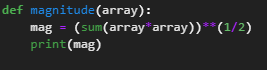 def magnitude(array):
    mag = (sum(array*array))**(1/2)
    print(mag)